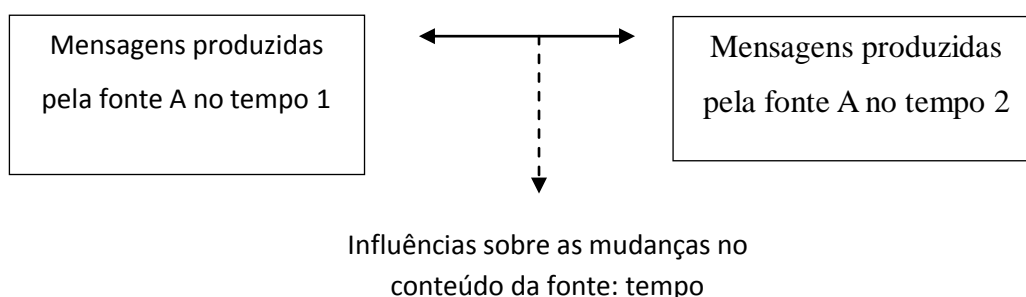 Mensagens produzidas
pela fonte A no tempo 1
Mensagens produzidas
pela fonte A no tempo 2
Influências sobre as mudanças no
conteúdo da fonte: tempo